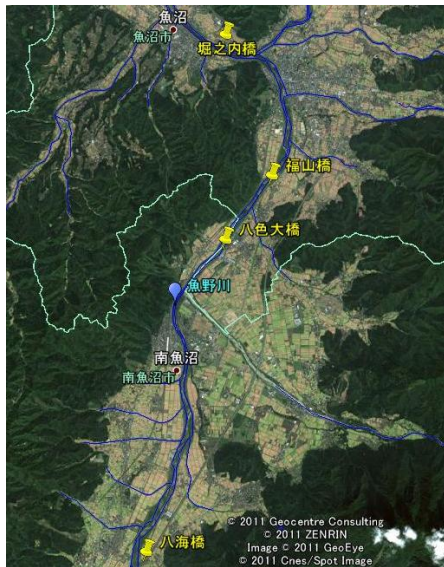 魚沼
魚沼市
堀之内橋
福山橋
八色大橋
魚野川
南魚沼
南魚沼市
八海橋
© 2011 Geocentre Consulting
© 2011 ZENRIN
Image © 2011 GeoEye
© 2011 Cnes/Spot Image